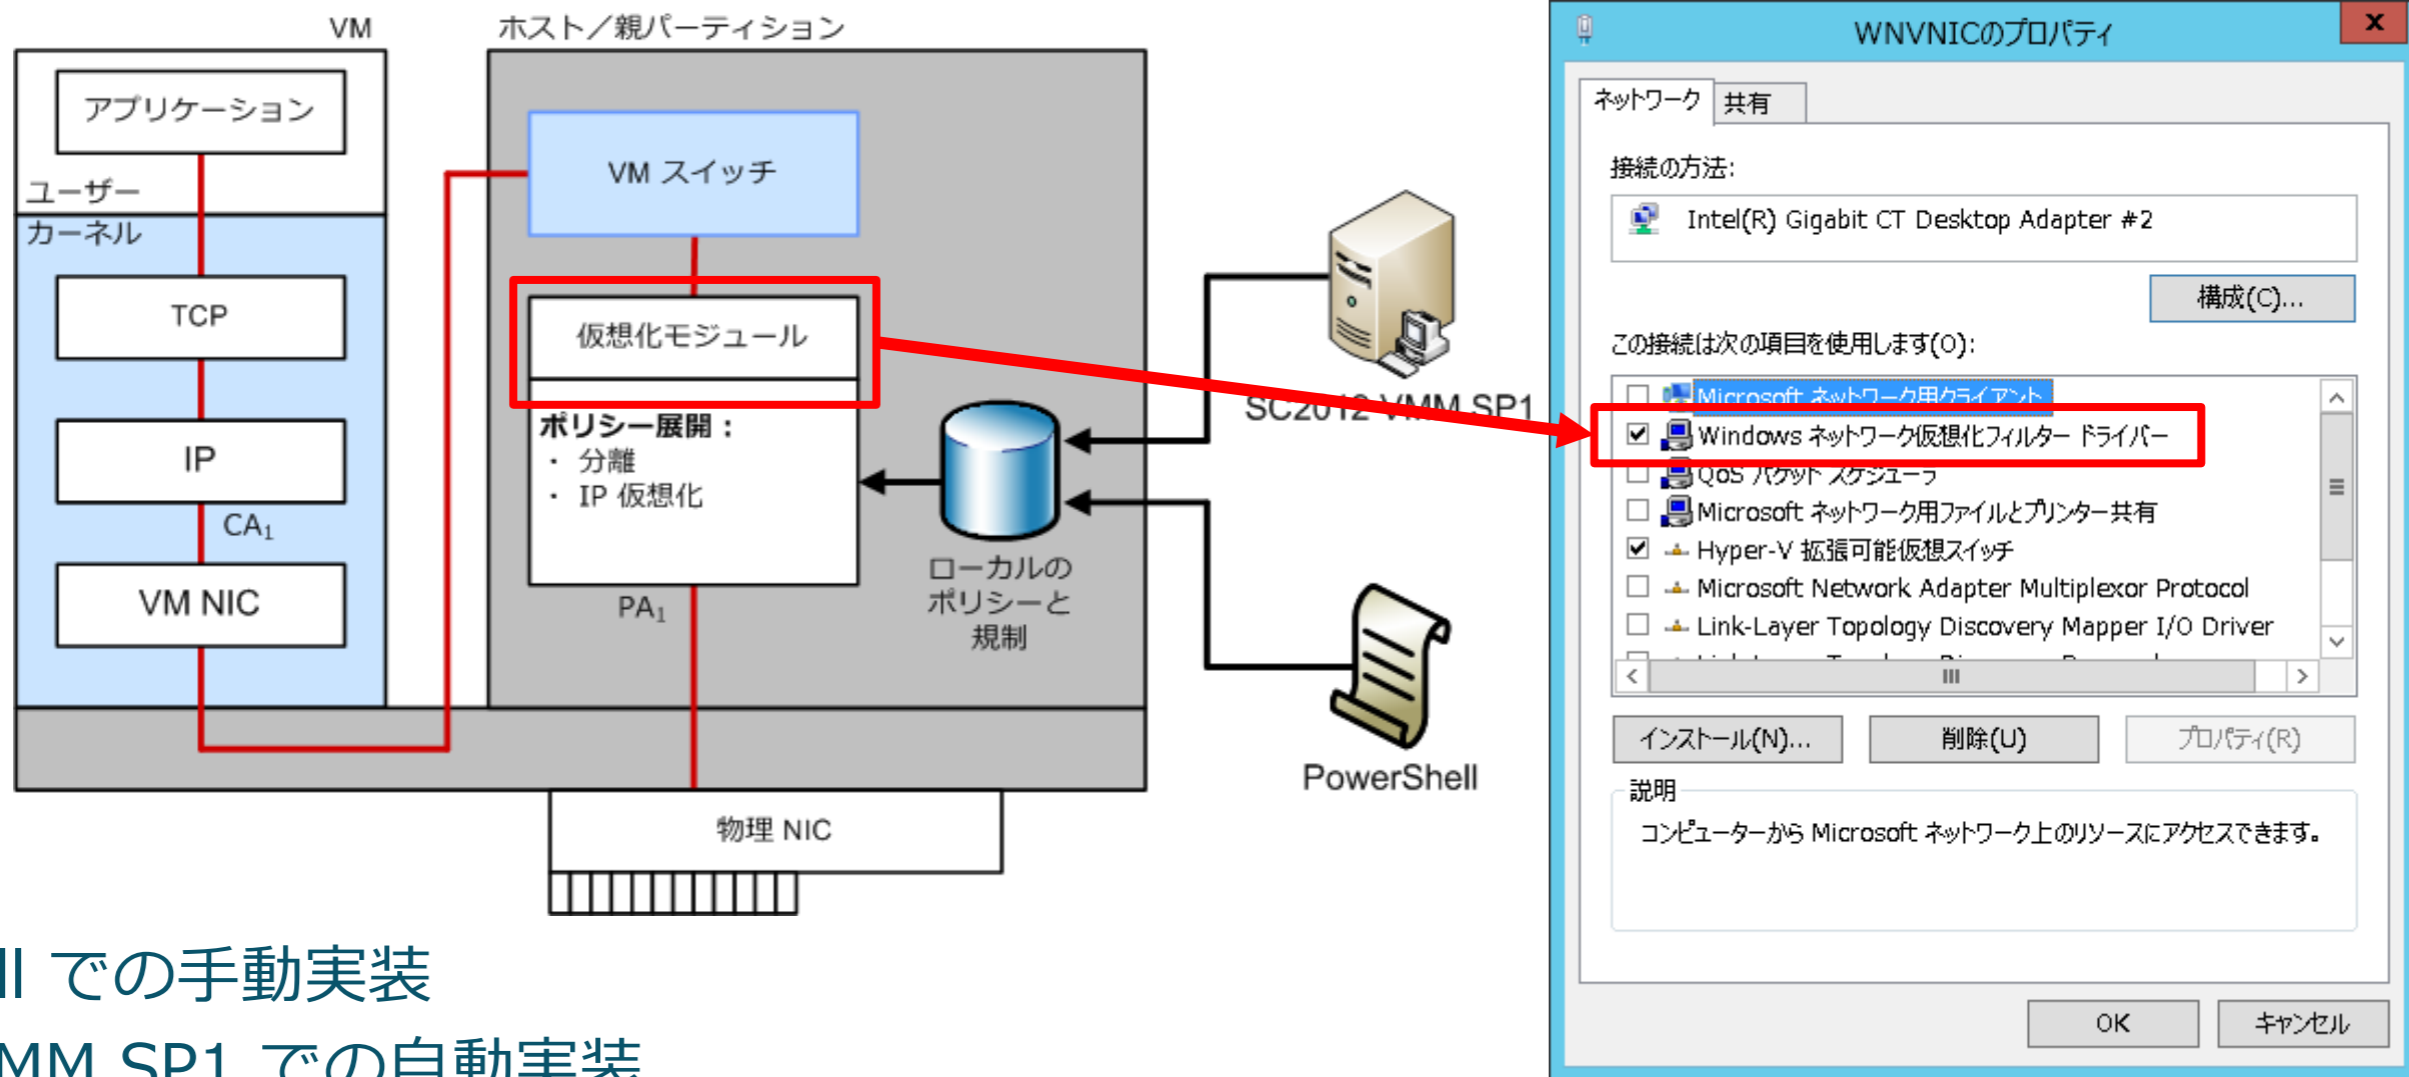 VM
アプリケーション
ユーザー
カーネル
TCP
IP
CA1
VM NIC
ホスト／親パーティション
VM スイッチ
仮想化モジュール
ポリシー展開：
・ 分離
・ IP 仮想化
PA1
ローカルの
ポリシーと
規制
物理 NIC
SC2012 VMM SP1
PowerShell
WNVNICのプロパティ
x
ネットワーク
共有
接続の方法:
Intel(R) Gigabit CT Desktop Adapter #2
構成(C)...
この接続は次の項目を使用します(O):
Microsoft ネットワーク用クライアント
Windows ネットワーク仮想化フィルター ドライバー
QoS パケット スケジューラ
Microsoft ネットワーク用ファイルとプリンター共有
Hyper-V 拡張可能仮想スイッチ
Microsoft Network Adapter Multiplexor Protocol
Link-Layer Topology Discovery Mapper I/O Driver
インストール(N)...
削除(U)
プロパティ(R)
説明
コンピューターから Microsoft ネットワーク上のリソースにアクセスできます。
OK
キャンセル
ll での手動実装
MM SP1 での自動実装